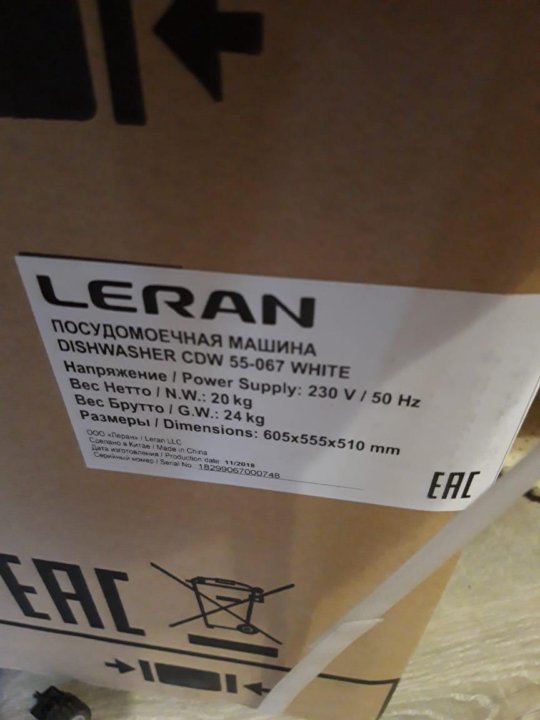 LERAN
ПОСУДОМОЕЧНАЯ МАШИНА
DISHWASHER CDW 55-067 WHITE
Напряжение / Power Supply: 230 V / 50 Hz
Вес Нетто / N.W.: 20 kg
Вес Брутто / G.W.: 24 kg
Размеры / Dimensions: 605x555x510 mm
ООО «Леран» / Leran LLC
Сделано в Китае / Made in China
Дата изготовления / Production date: 11/2018
Серийный номер / Serial No: 18299067000748
EAC
EAC